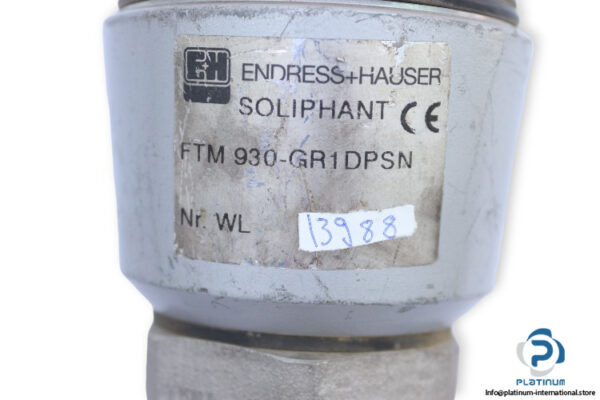 E+H ENDRESS+HAUSER
SOLIPHANT CE
FTM 930-GR1DPSN
Nr. WL 13988
PLATINUM
Info@platinum-international.store